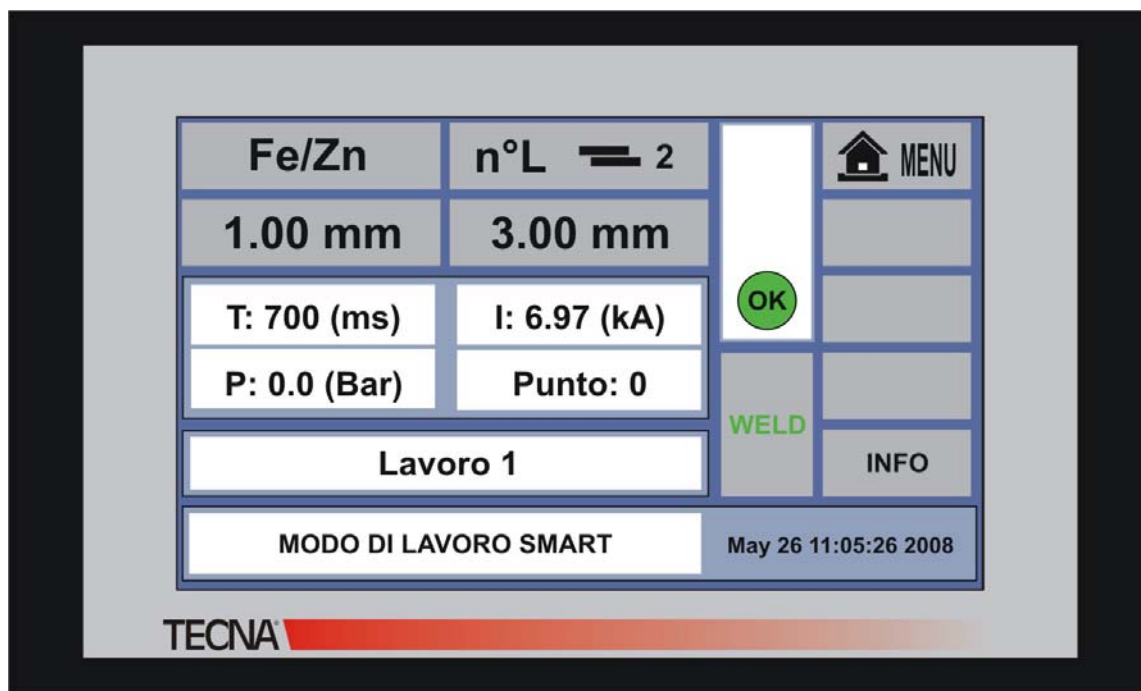 Fe/Zn
n°L 2
MENU
1.00 mm
3.00 mm
OK
T: 700 (ms)
I: 6.97 (kA)
P: 0.0 (Bar)
Punto: 0
WELD
Lavoro 1
INFO
MODO DI LAVORO SMART
May 26 11:05:26 2008
TECNA